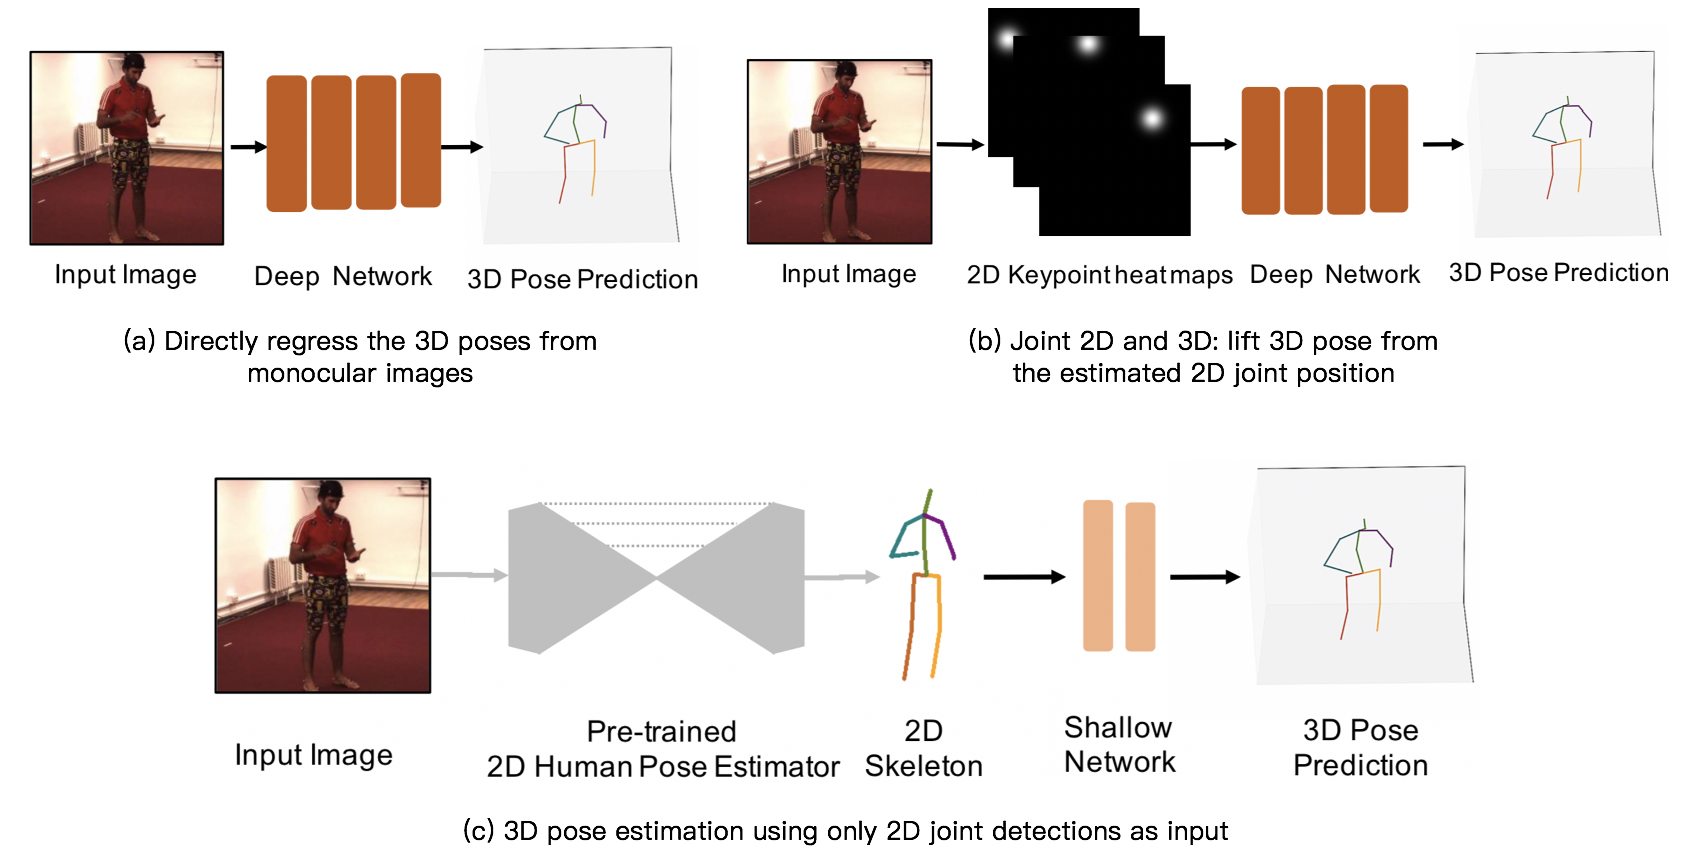 Input Image
Deep Network
3D Pose Prediction
(a) Directly regress the 3D poses from
monocular images
Input Image
2D Keypoint heatmaps
Deep Network
3D Pose Prediction
(b) Joint 2D and 3D: lift 3D pose from
the estimated 2D joint position
Input Image
Pre-trained
2D Human Pose Estimator
2D
Skeleton
Shallow
Network
3D Pose
Prediction
(c) 3D pose estimation using only 2D joint detections as input